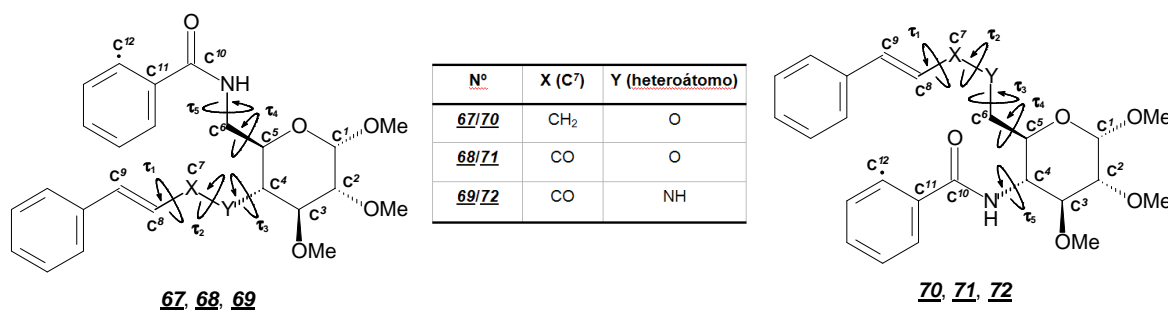 O
C¹²
C¹⁰
C¹¹
NH
τ₅
τ₄
C⁶
O
C⁵
C¹
OMe
C⁷
τ₁
C⁹
X
C⁴
C²
Y
C⁸
τ₂
τ₃
C³
OMe
OMe
67, 68, 69
Nº X (C⁷) Y (heteroátomo)
67/70 CH₂ O
68/71 CO O
69/72 CO NH
C⁷
τ₁
τ₂
C⁹
X
Y
C⁸
τ₃
τ₄
C⁶
O
C⁵
C¹
OMe
C¹²
O
C⁴
C²
C¹¹
C¹⁰
N
H
τ₅
C³
OMe
OMe
70, 71, 72